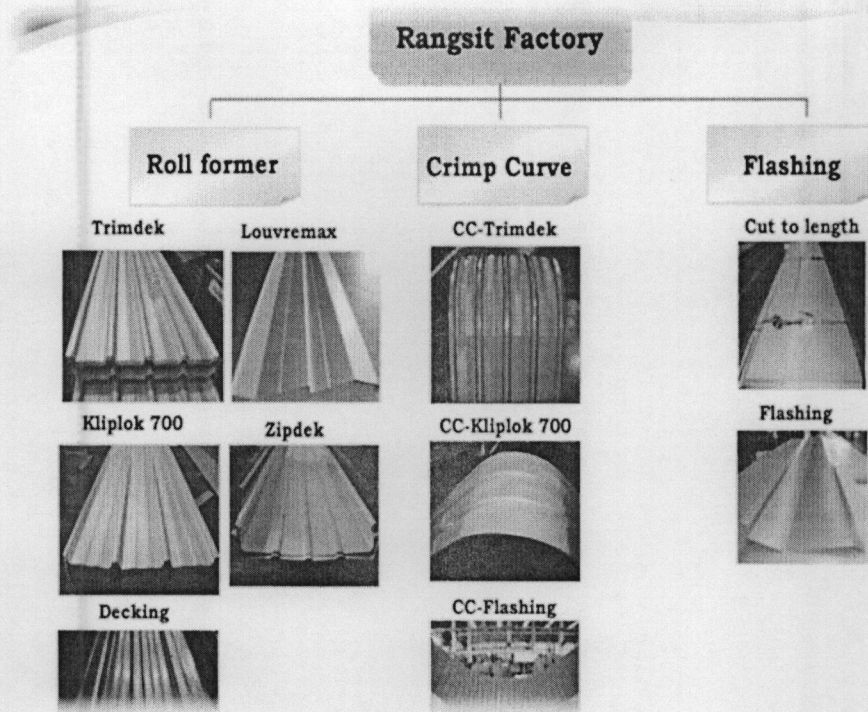 Rangsit Factory
Roll former
Crimp Curve
Flashing
Trimdek
Louvremax
CC-Trimdek
Cut to length
Kliplok 700
Zipdek
CC-Kliplok 700
Flashing
Decking
CC-Flashing